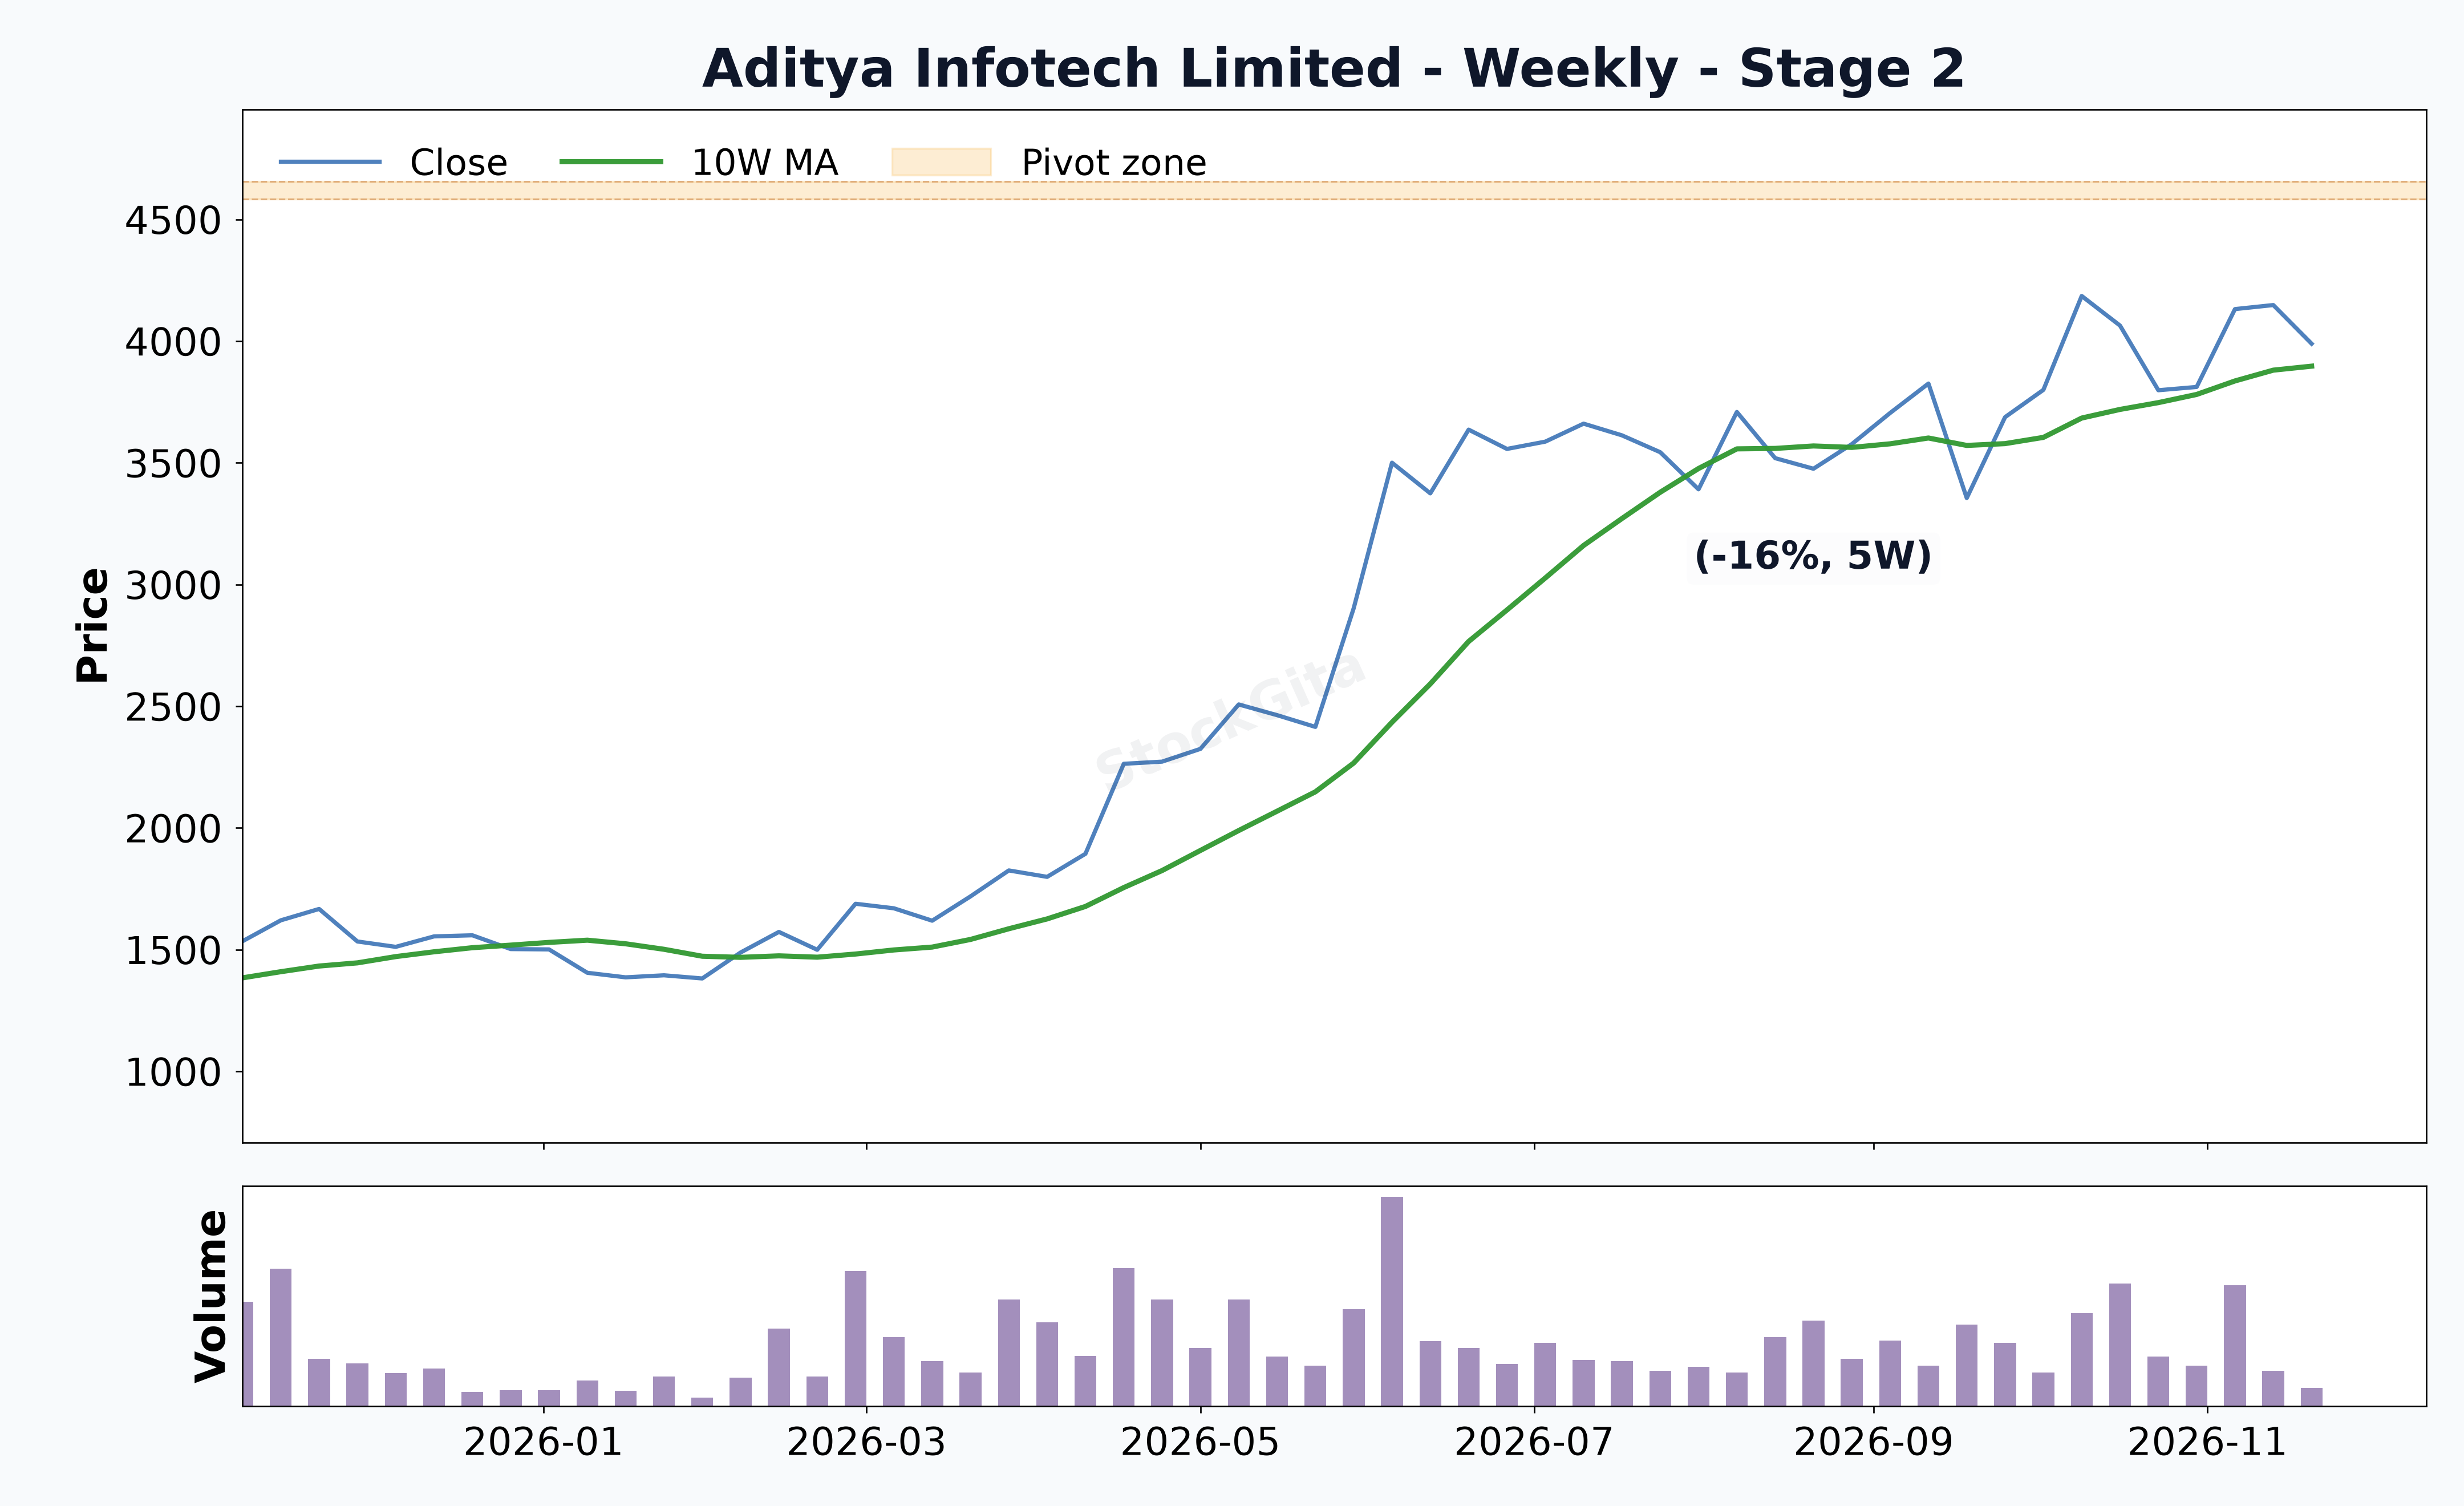 Aditya Infotech Limited - Weekly - Stage 2
Close 10W MA Pivot zone
4500
4000
3500
3000
2500
2000
1500
1000
Price
(-16%, 5W)
StockGita
Volume
2026-01 2026-03 2026-05 2026-07 2026-09 2026-11